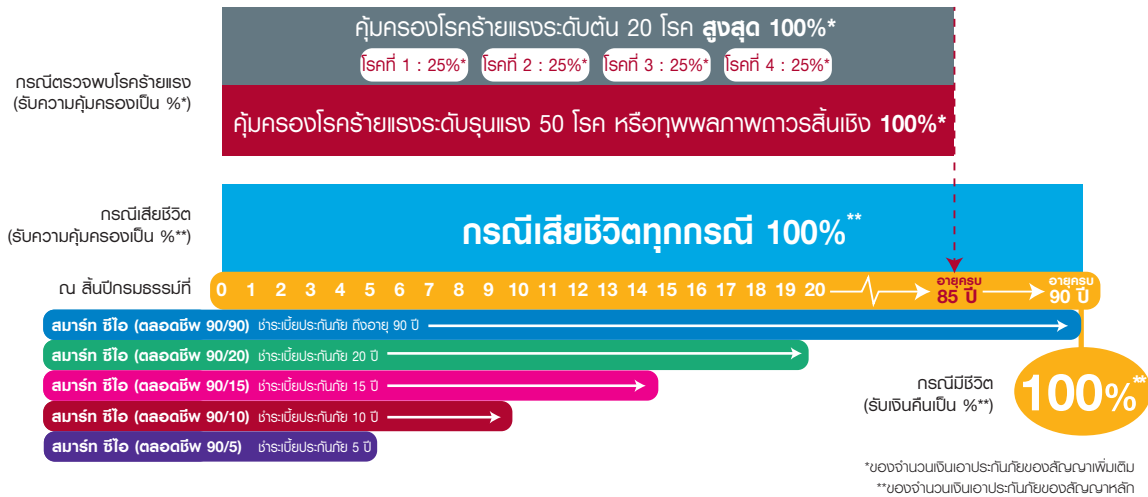 คุ้มครองโรคร้ายแรงระดับต้น 20 โรค สูงสุด 100%*
โรคที่ 1 : 25%* โรคที่ 2 : 25%* โรคที่ 3 : 25%* โรคที่ 4 : 25%*
กรณีตรวจพบโรคร้ายแรง
(รับความคุ้มครองเป็น %*)
คุ้มครองโรคร้ายแรงระดับรุนแรง 50 โรค หรือทุพพลภาพถาวรสิ้นเชิง 100%*
กรณีเสียชีวิต
(รับความคุ้มครองเป็น %**)
กรณีเสียชีวิตทุกกรณี 100%**
ณ สิ้นปีกรมธรรม์ที่ 0 1 2 3 4 5 6 7 8 9 10 11 12 13 14 15 16 17 18 19 20
อายุครบ
85 ปี
อายุครบ
90 ปี
สมาร์ท ซีไอ (ตลอดชีพ 90/90) ชำระเบี้ยประกันภัย ถึงอายุ 90 ปี
สมาร์ท ซีไอ (ตลอดชีพ 90/20) ชำระเบี้ยประกันภัย 20 ปี
สมาร์ท ซีไอ (ตลอดชีพ 90/15) ชำระเบี้ยประกันภัย 15 ปี
สมาร์ท ซีไอ (ตลอดชีพ 90/10) ชำระเบี้ยประกันภัย 10 ปี
สมาร์ท ซีไอ (ตลอดชีพ 90/5) ชำระเบี้ยประกันภัย 5 ปี
กรณีมีชีวิต
(รับเงินคืนเป็น %**)
100%**
*ของจำนวนเงินเอาประกันภัยของสัญญาเพิ่มเติม
**ของจำนวนเงินเอาประกันภัยของสัญญาหลัก